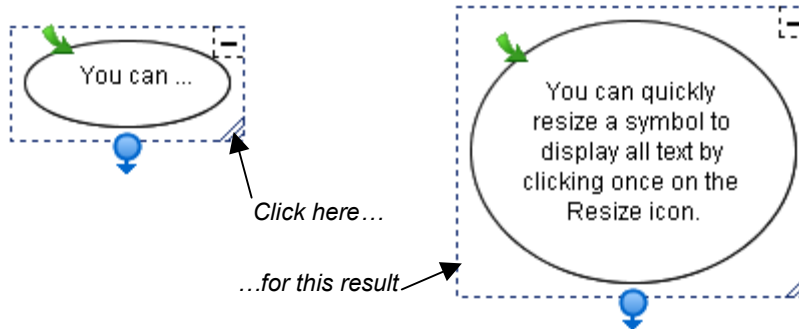 You can ...
You can quickly
resize a symbol to
display all text by
clicking once on the
Resize icon.
Click here…
…for this result